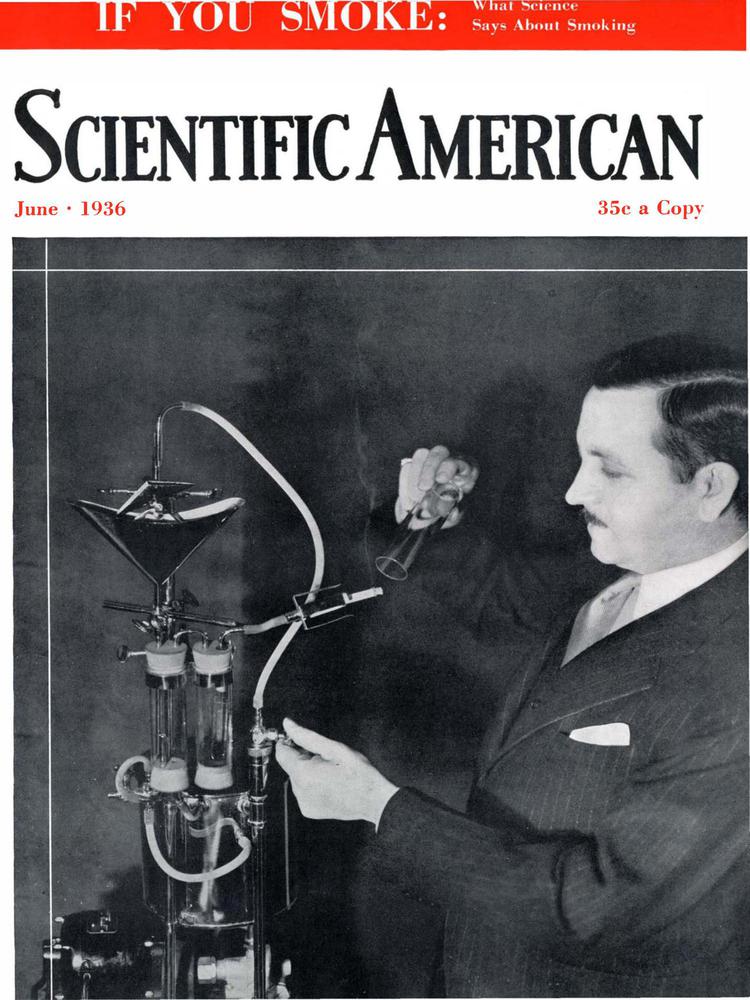 IF YOU SMOKE:
What Science
Says About Smoking
SCIENTIFIC AMERICAN
June · 1936
35c a Copy